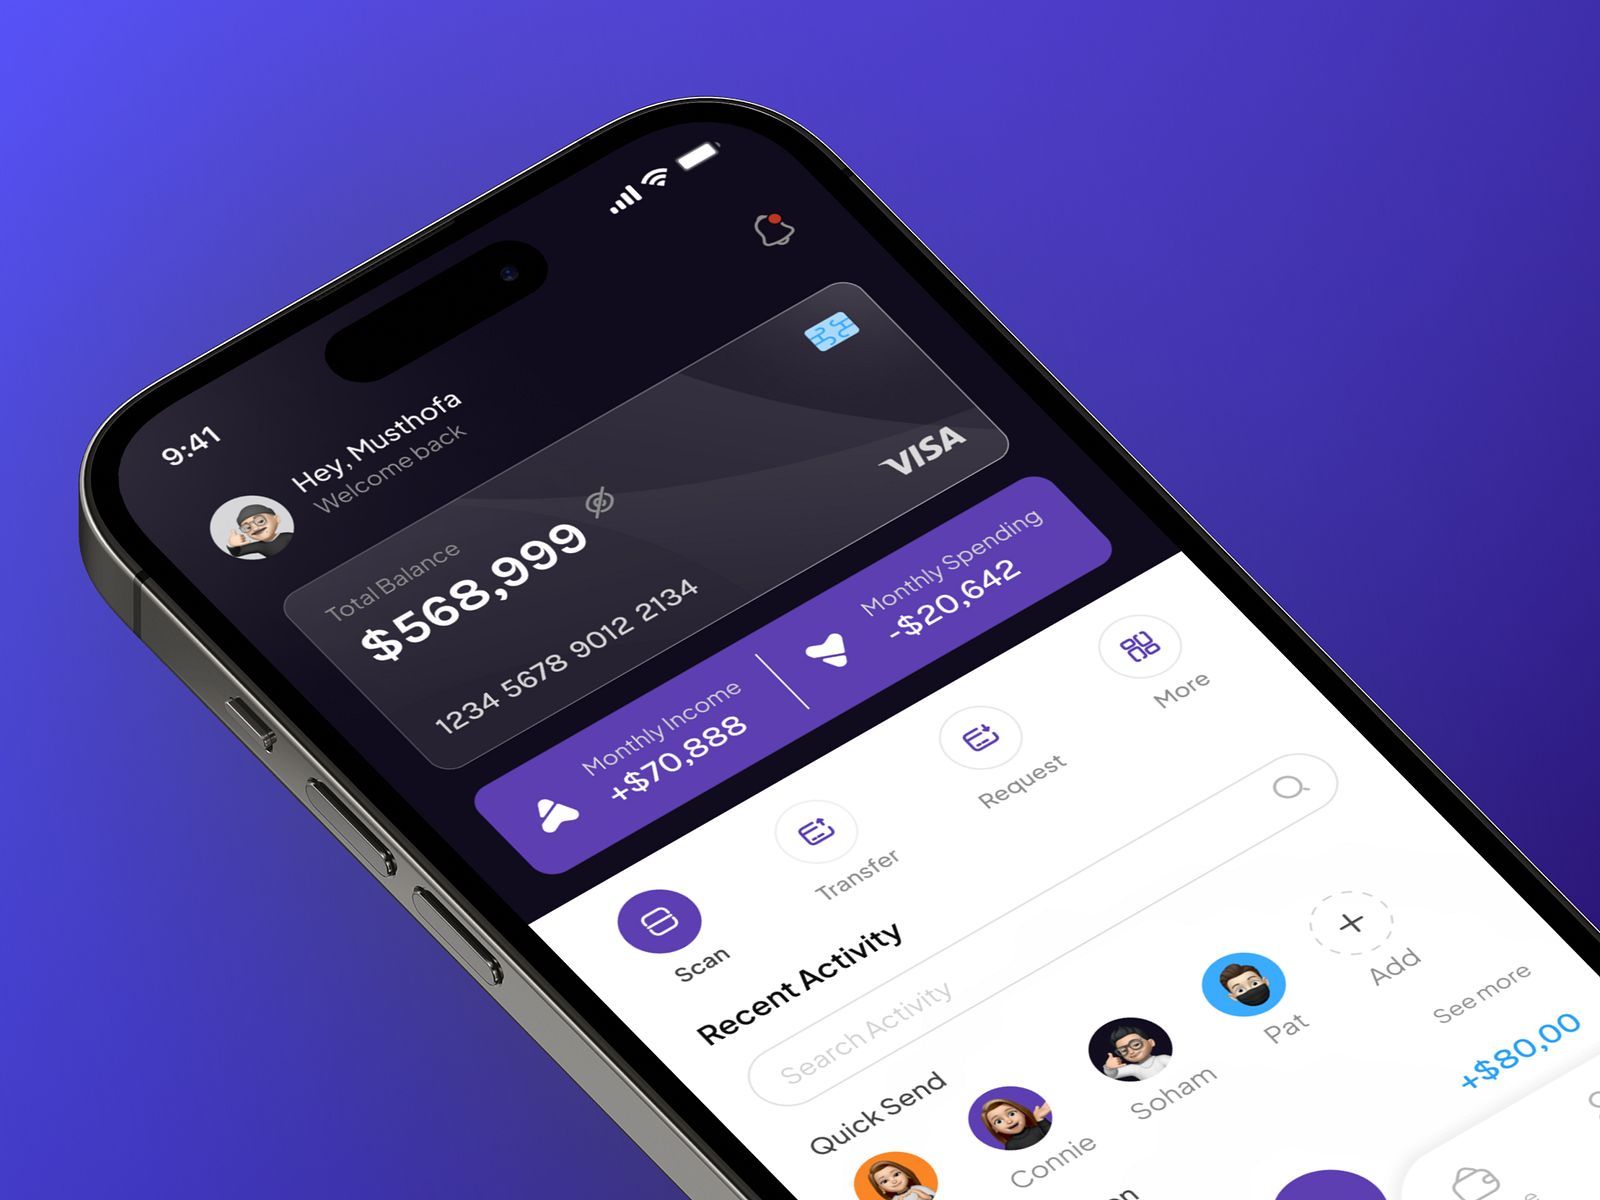 9:41
Hey, Musthofa
Welcome back
Total Balance
$568,999
1234 5678 9012 2134
VISA
Monthly Income
+$70,888
Monthly Spending
-$20,642
Scan
Transfer
Request
More
Recent Activity
Search Activity
Quick Send
Connie
Soham
Pat
Add
See more
+$80,00